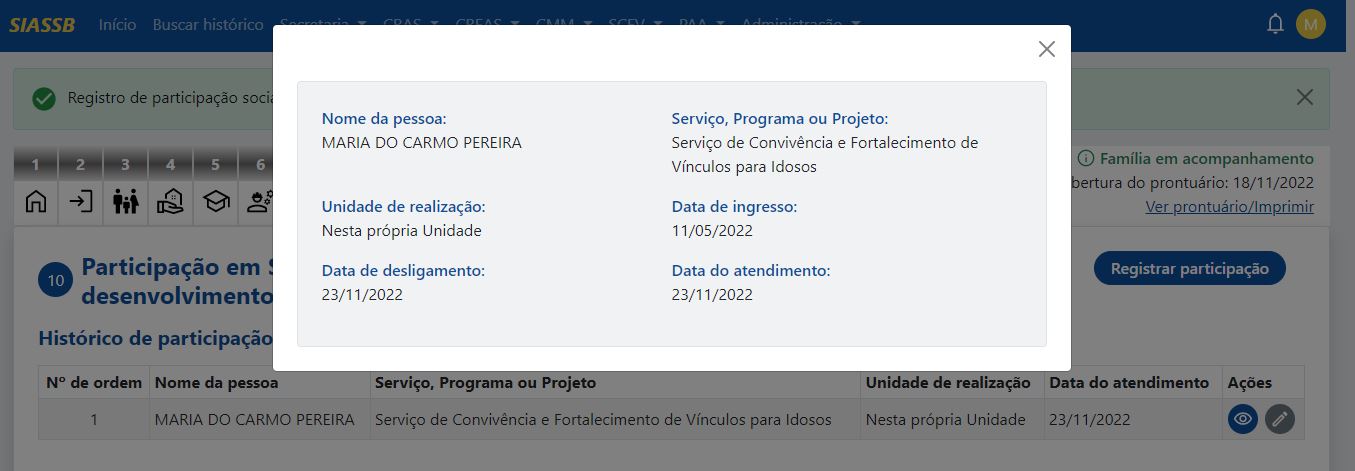 SIASSB Início Buscar histórico Secretaria CRAS CREAS CMM SCFV PAA Administração M
Registro de participação socia
Nome da pessoa:
MARIA DO CARMO PEREIRA
Serviço, Programa ou Projeto:
Serviço de Convivência e Fortalecimento de
Vínculos para Idosos
Unidade de realização:
Nesta própria Unidade
Data de ingresso:
11/05/2022
Data de desligamento:
23/11/2022
Data do atendimento:
23/11/2022
1 2 3 4 5 6
Família em acompanhamento
bertura do prontuário: 18/11/2022
Ver prontuário/Imprimir
10
Participação em S
desenvolvimento
Registrar participação
Histórico de participação
Nº de ordem Nome da pessoa Serviço, Programa ou Projeto Unidade de realização Data do atendimento Ações
1 MARIA DO CARMO PEREIRA Serviço de Convivência e Fortalecimento de Vínculos para Idosos Nesta própria Unidade 23/11/2022